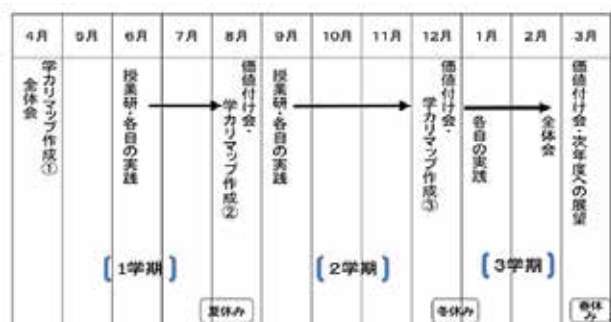 4月 5月 6月 7月 8月 9月 10月 11月 12月 1月 2月 3月
全体会
学カリマップ作成①
授業研・各自の実践
価値付け会・
学カリマップ作成②
授業研・各自の実践
価値付け会・
学カリマップ作成③
各自の実践
全体会
価値付け会・次年度への展望
【1学期】
【2学期】
【3学期】
夏休み
冬休み
春休
み